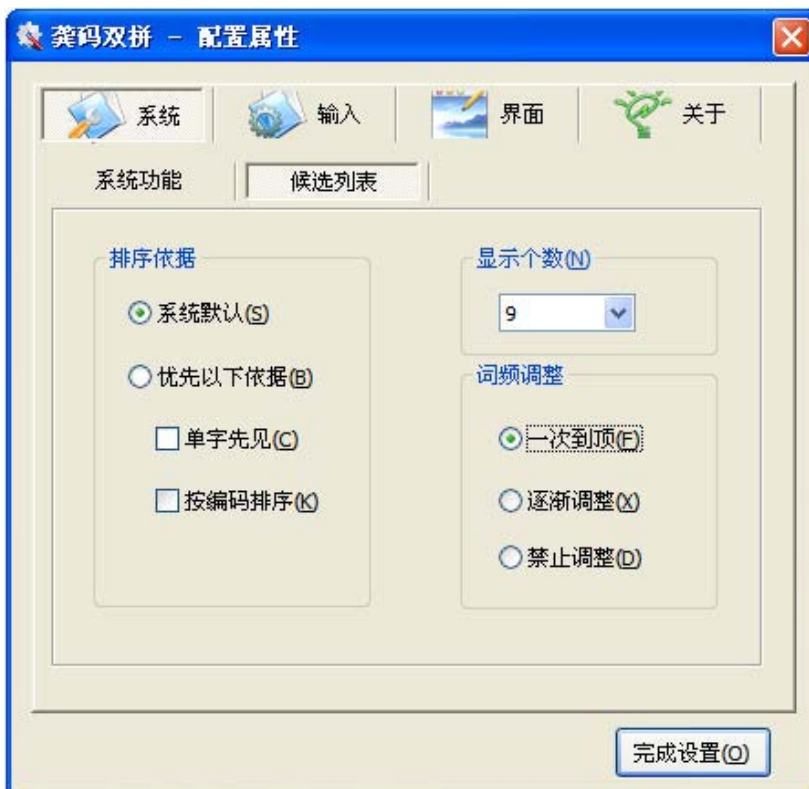 龚码双拼 － 配置属性
系统 输入 界面 关于
系统功能 候选列表
排序依据
系统默认(S)
优先以下依据(B)
单字先见(C)
按编码排序(K)
显示个数(N)
9
词频调整
一次到顶(F)
逐渐调整(X)
禁止调整(D)
完成设置(O)